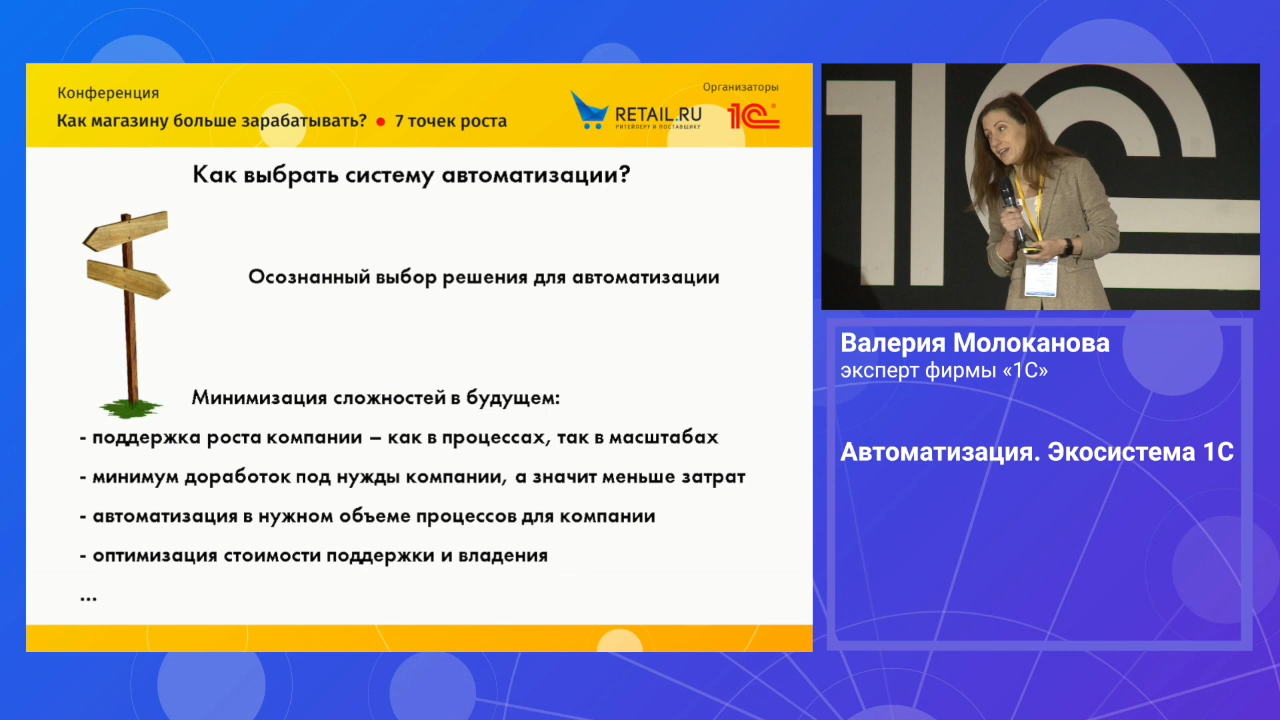 Конференция
Как магазину больше зарабатывать? • 7 точек роста
Организаторы
RETAIL.RU
РИТЕЙЛЕРУ И ПОСТАВЩИКУ
1С
Как выбрать систему автоматизации?
Осознанный выбор решения для автоматизации
Минимизация сложностей в будущем:
- поддержка роста компании – как в процессах, так в масштабах
- минимум доработок под нужды компании, а значит меньше затрат
- автоматизация в нужном объеме процессов для компании
- оптимизация стоимости поддержки и владения
...
1С
Валерия Молоканова
эксперт фирмы «1С»
Автоматизация. Экосистема 1С